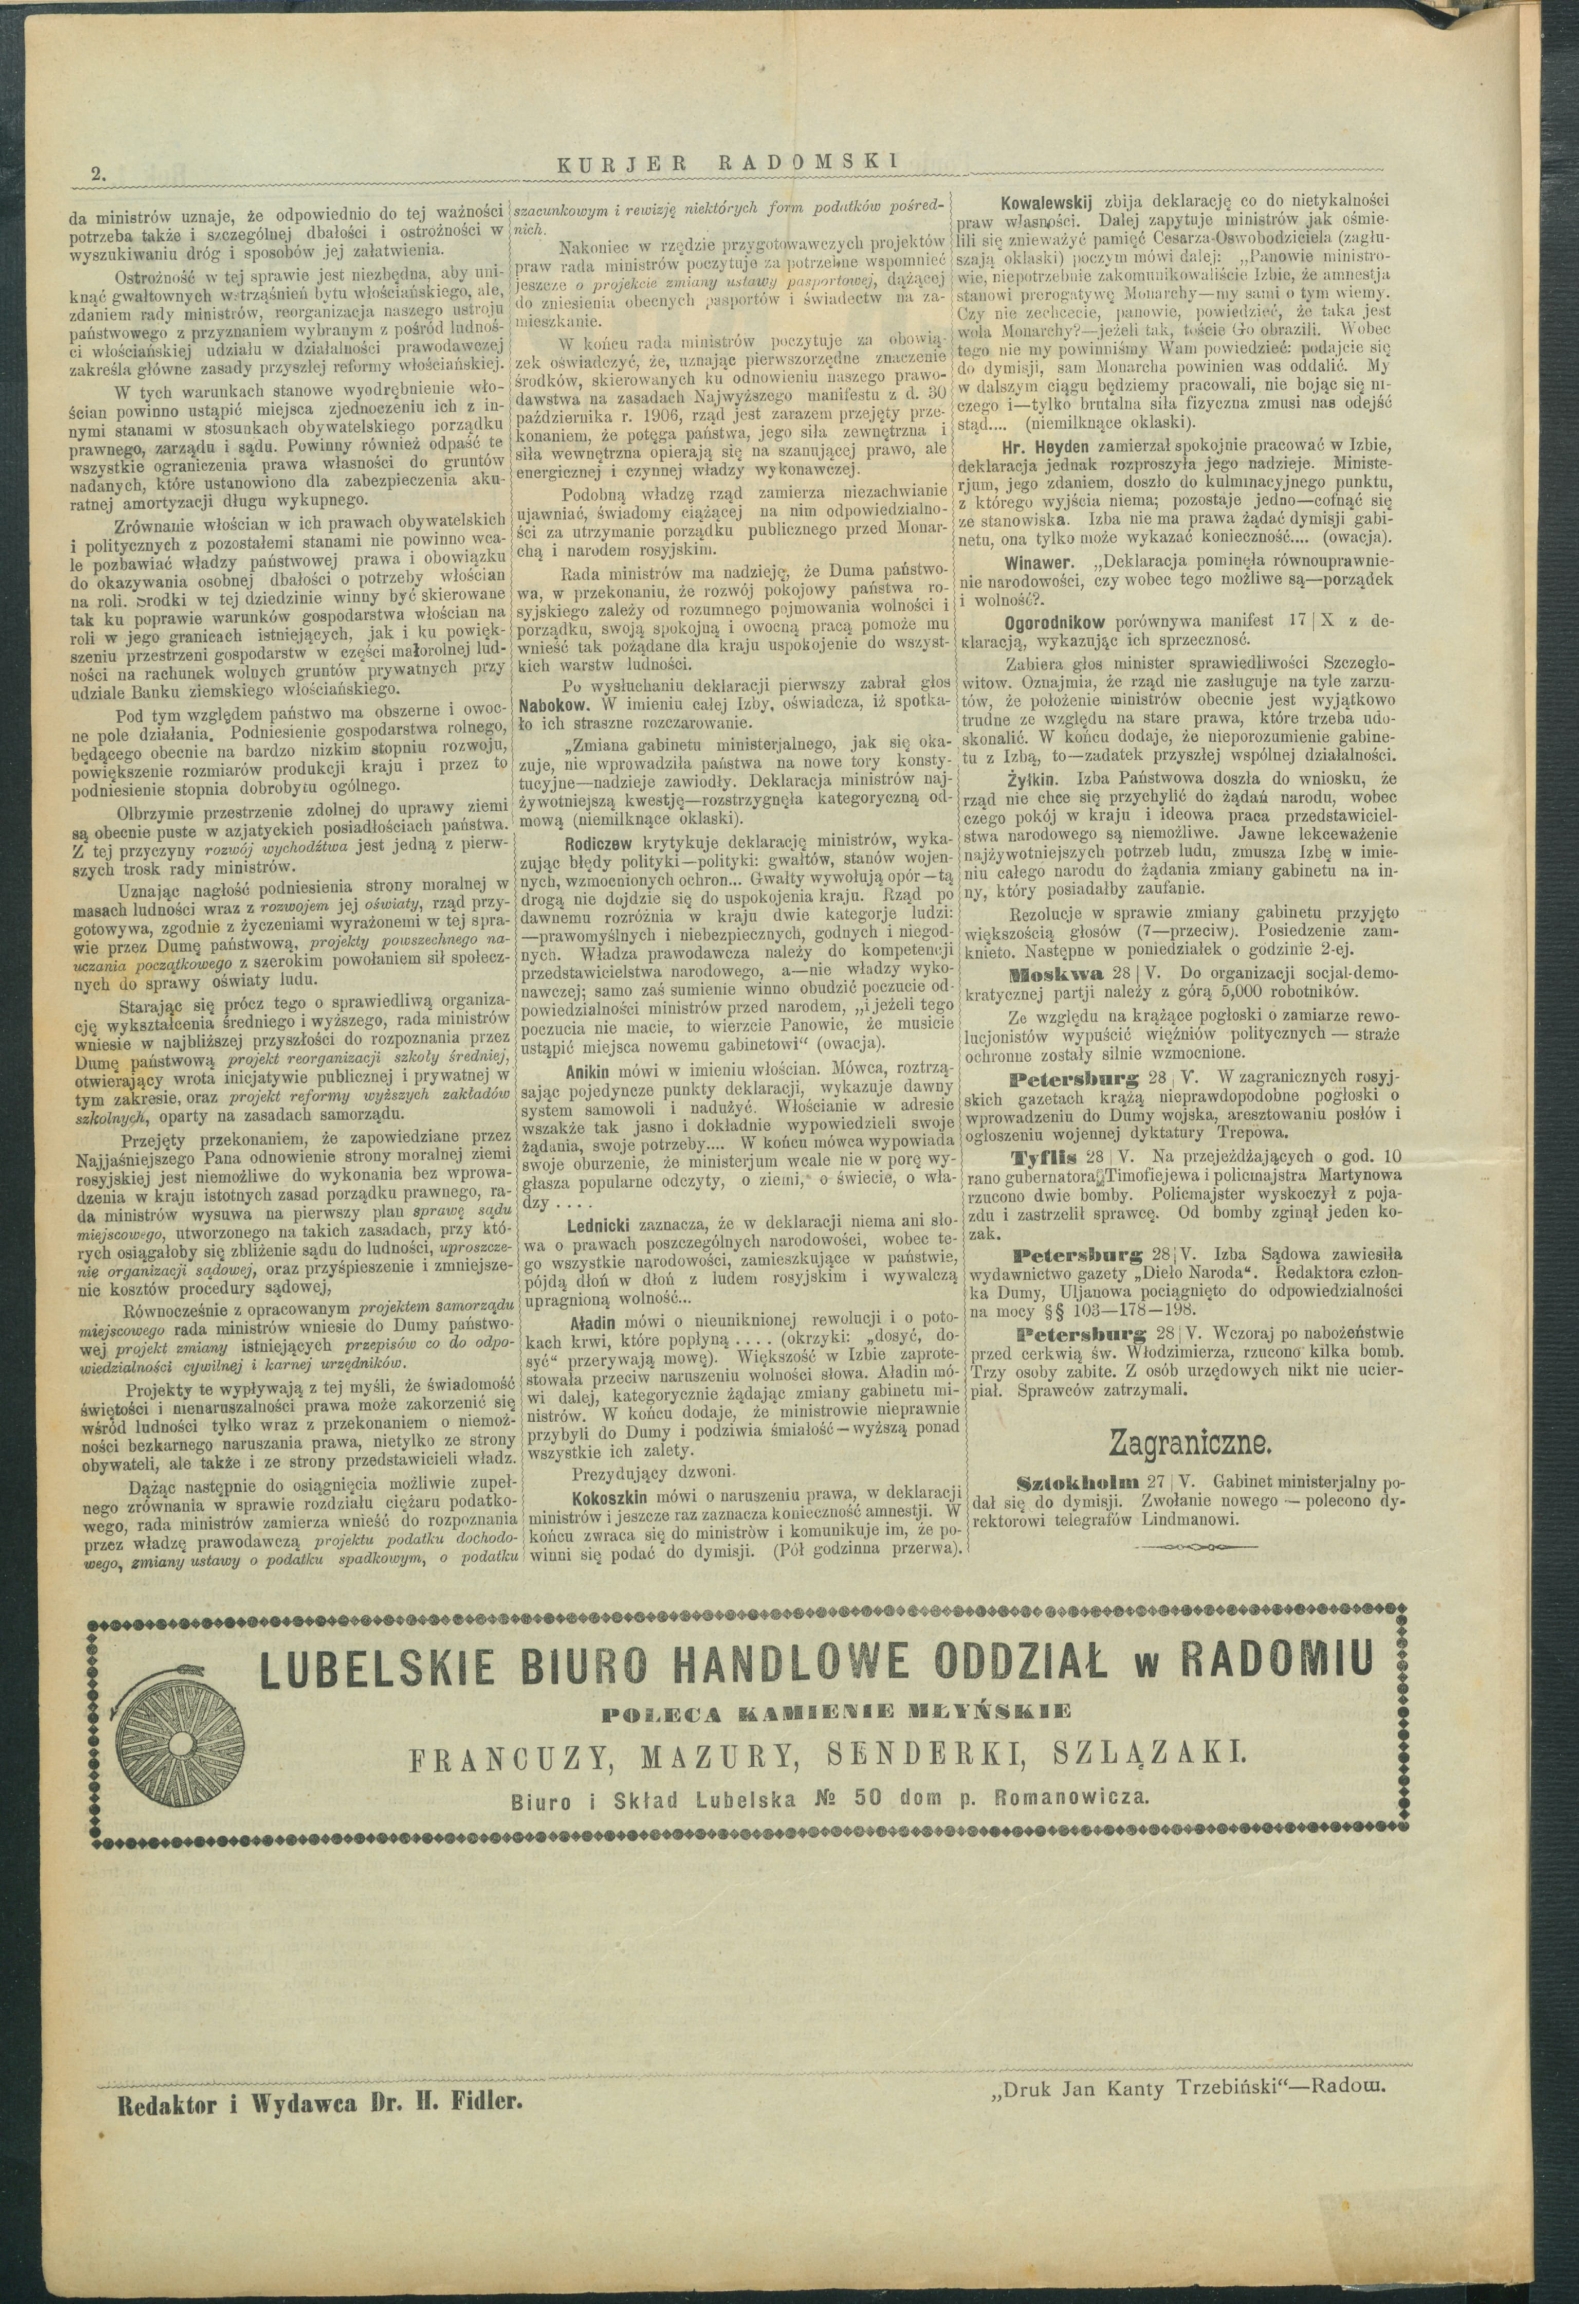 2.
KURJER RADOMSKI
da ministrów uznaje, że odpowiednio do tej ważności
potrzeba także i szczególnej dbałości i ostrożności w
wyszukiwaniu dróg i sposobów jej załatwienia.
Ostrożność w tej sprawie jest niezbędna, aby uni-
knąć gwałtownych wstrząśnień bytu włościańskiego, ale,
zdaniem rady ministrów, reorganizacja naszego ustroju
państwowego z przyznaniem wybranym z pośród ludnoś-
ci włościańskiej udziału w działalności prawodawczej
zakreśla główne zasady przyszłej reformy włościańskiej.
W tych warunkach stanowe wyodrębnienie wło-
ścian powinno ustąpić miejsca zjednoczeniu ich z in-
nymi stanami w stosunkach obywatelskiego porządku
prawnego, zarządu i sądu. Powinny również odpaść te
wszystkie ograniczenia prawa własności do gruntów
nadanych, które ustanowiono dla zabezpieczenia aku-
ratnej amortyzacji długu wykupnego.
Zrównanie włościan w ich prawach obywatelskich
i politycznych z pozostałemi stanami nie powinno wca-
le pozbawiać władzy państwowej prawa i obowiązku
do okazywania osobnej dbałości o potrzeby włościan
na roli. Srodki w tej dziedzinie winny być skierowane
tak ku poprawie warunków gospodarstwa włościan na
roli w jego granicach istniejących, jak i ku powięk-
szeniu przestrzeni gospodarstw w części małorolnej lud-
ności na rachunek wolnych gruntów prywatnych przy
udziale Banku ziemskiego włościańskiego.
Pod tym względem państwo ma obszerne i owoc-
ne pole działania. Podniesienie gospodarstwa rolnego,
będącego obecnie na bardzo nizkim stopniu rozwoju,
powiększenie rozmiarów produkcji kraju i przez to
podniesienie stopnia dobrobytu ogólnego.
Olbrzymie przestrzenie zdolnej do uprawy ziemi
są obecnie puste w azjatyckich posiadłościach państwa.
Z tej przyczyny rozwój wychodźtwa jest jedną z pierw-
szych trosk rady ministrów.
Uznając nagłość podniesienia strony moralnej w
masach ludności wraz z rozwojem jej oświaty, rząd przy-
gotowywa, zgodnie z życzeniami wyrażonemi w tej spra-
wie przez Dumę państwową, projekty powszechnego na-
uczania początkowego z szerokim powołaniem sił społecz-
nych do sprawy oświaty ludu.
Starając się prócz tego o sprawiedliwą organiza-
cję wykształcenia średniego i wyższego, rada ministrów
wniesie w najbliższej przyszłości do rozpoznania przez
Dumę państwową projekt reorganizacji szkoły średniej,
otwierający wrota inicjatywie publicznej i prywatnej w
tym zakresie, oraz projekt reformy wyższych zakładów
szkolnych, oparty na zasadach samorządu.
Przejęty przekonaniem, że zapowiedziane przez
Najjaśniejszego Pana odnowienie strony moralnej ziemi
rosyjskiej jest niemożliwe do wykonania bez wprowa-
dzenia w kraju istotnych zasad porządku prawnego, ra-
da ministrów wysuwa na pierwszy plan sprawę sądu
miejscowego, utworzonego na takich zasadach, przy któ-
rych osiągałoby się zbliżenie sądu do ludności, uproszcze-
nie organizacji sądowej, oraz przyśpieszenie i zmniejsze-
nie kosztów procedury sądowej,
Równocześnie z opracowanym projektem samorządu
miejscowego rada ministrów wniesie do Dumy państwo-
wej projekt zmiany istniejących przepisów co do odpo-
wiedzialności cywilnej i karnej urzędników.
Projekty te wypływają z tej myśli, że świadomość
świętości i nienaruszalności prawa może zakorzenić się
wśród ludności tylko wraz z przekonaniem o niemoż-
ności bezkarnego naruszania prawa, nietylko ze strony
obywateli, ale także i ze strony przedstawicieli władz.
Dążąc następnie do osiągnięcia możliwie zupeł-
nego zrównania w sprawie rozdziału ciężaru podatko-
wego, rada ministrów zamierza wnieść do rozpoznania
przez władzę prawodawczą projektu podatku dochodo-
wego, zmiany ustawy o podatku spadkowym, o podatku
szacunkowym i rewizję niektórych form podatków pośred-
nich.
Nakoniec w rzędzie przygotowawczych projektów
praw rada ministrów poczytuje za potrzebne wspomnieć
jeszcze o projekcie zmiany ustawy pasportowej, dążącej
do zniesienia obecnych pasportów i świadectw na za-
mieszkanie.
W końcu rada ministrów poczytuje za obowią-
zek oświadczyć, że, uznając pierwszorzędne znaczenie
środków, skierowanych ku odnowieniu naszego prawo-
dawstwa na zasadach Najwyższego manifestu z d. 30
października r. 1906, rząd jest zarazem przejęty prze-
konaniem, że potęga państwa, jego siła zewnętrzna i
siła wewnętrzna opierają się na szanującej prawo, ale
energicznej i czynnej władzy wykonawczej.
Podobną władzę rząd zamierza niezachwianie
ujawniać, świadomy ciążącej na nim odpowiedzialno-
ści za utrzymanie porządku publicznego przed Monar-
chą i narodem rosyjskim.
Rada ministrów ma nadzieję, że Duma państwo-
wa, w przekonaniu, że rozwój pokojowy państwa ro-
syjskiego zależy od rozumnego pojmowania wolności i
porządku, swoją spokojną i owocną pracą pomoże mu
wnieść tak pożądane dla kraju uspokojenie do wszyst-
kich warstw ludności.
Po wysłuchaniu deklaracji pierwszy zabrał głos
Nabokow. W imieniu całej Izby, oświadcza, iż spotka-
ło ich straszne rozczarowanie.
„Zmiana gabinetu ministerjalnego, jak się oka-
zuje, nie wprowadziła państwa na nowe tory konsty-
tucyjne—nadzieje zawiodły. Deklaracja ministrów naj-
żywotniejszą kwestję—rozstrzygnęła kategoryczną od-
mową (niemilknące oklaski).
Rodiczew krytykuje deklarację ministrów, wyka-
zując błędy polityki—polityki: gwałtów, stanów wojen-
nych, wzmocnionych ochron... Gwałty wywołują opór—tą
drogą nie dojdzie się do uspokojenia kraju. Rząd po
dawnemu rozróżnia w kraju dwie kategorje ludzi:
—prawomyślnych i niebezpiecznych, godnych i niegod-
nych. Władza prawodawcza należy do kompetencji
przedstawicielstwa narodowego, a—nie władzy wyko-
nawczej; samo zaś sumienie winno obudzić poczucie od-
powiedzialności ministrów przed narodem, „i jeżeli tego
poczucia nie macie, to wierzcie Panowie, że musicie
ustąpić miejsca nowemu gabinetowi“ (owacja).
Anikin mówi w imieniu włościan. Mówca, roztrzą-
sając pojedyncze punkty deklaracji, wykazuje dawny
system samowoli i nadużyć. Włościanie w adresie
wszakże tak jasno i dokładnie wypowiedzieli swoje
żądania, swoje potrzeby.... W końcu mówca wypowiada
swoje oburzenie, że ministerjum wcale nie w porę wy-
głasza popularne odczyty, o ziemi, o świecie, o wła-
dzy . . . .
Lednicki zaznacza, że w deklaracji niema ani sło-
wa o prawach poszczególnych narodowości, wobec te-
go wszystkie narodowości, zamieszkujące w państwie,
pójdą dłoń w dłoń z ludem rosyjskim i wywalczą
upragnioną wolność...
Aładin mówi o nieuniknionej rewolucji i o poto-
kach krwi, które popłyną . . . . (okrzyki: „dosyć, do-
syć“ przerywają mowę). Większość w Izbie zaprote-
stowała przeciw naruszeniu wolności słowa. Aładin mó-
wi dalej, kategorycznie żądając zmiany gabinetu mi-
nistrów. W końcu dodaje, że ministrowie nieprawnie
przybyli do Dumy i podziwia śmiałość—wyższą ponad
wszystkie ich zalety.
Prezydujący dzwoni.
Kokoszkin mówi o naruszeniu prawa, w deklaracji
ministrów i jeszcze raz zaznacza konieczność amnestji. W
końcu zwraca się do ministrów i komunikuje im, że po-
winni się podać do dymisji. (Pół godzinna przerwa).
Kowalewskij zbija deklarację co do nietykalności
praw własności. Dalej zapytuje ministrów jak ośmie-
lili się znieważyć pamięć Cesarza-Oswobodziciela (zagłu-
szają oklaski) poczym mówi dalej: „Panowie ministro-
wie, niepotrzebnie zakomunikowaliście Izbie, że amnestja
stanowi prerogatywę Monarchy—my sami o tym wiemy.
Czy nie zechcecie, panowie, powiedzieć, że taka jest
wola Monarchy?—jeżeli tak, toście Go obrazili. Wobec
tego nie my powinniśmy Wam powiedzieć: podajcie się
do dymisji, sam Monarcha powinien was oddalić. My
w dalszym ciągu będziemy pracowali, nie bojąc się ni-
czego i—tylko brutalna siła fizyczna zmusi nas odejść
stąd.... (niemilknące oklaski).
Hr. Heyden zamierzał spokojnie pracować w Izbie,
deklaracja jednak rozproszyła jego nadzieje. Ministe-
rjum, jego zdaniem, doszło do kulminacyjnego punktu,
z którego wyjścia niema; pozostaje jedno—cofnąć się
ze stanowiska. Izba nie ma prawa żądać dymisji gabi-
netu, ona tylko może wykazać konieczność.... (owacja).
Winawer. „Deklaracja pominęła równouprawnie-
nie narodowości, czy wobec tego możliwe są—porządek
i wolność?.
Ogorodnikow porównywa manifest 17 | X z de-
klaracją, wykazując ich sprzeczność.
Zabiera głos minister sprawiedliwości Szczegło-
witow. Oznajmia, że rząd nie zasługuje na tyle zarzu-
tów, że położenie ministrów obecnie jest wyjątkowo
trudne ze względu na stare prawa, które trzeba udo-
skonalić. W końcu dodaje, że nieporozumienie gabine-
tu z Izbą, to—zadatek przyszłej wspólnej działalności.
Żyłkin. Izba Państwowa doszła do wniosku, że
rząd nie chce się przychylić do żądań narodu, wobec
czego pokój w kraju i ideowa praca przedstawiciel-
stwa narodowego są niemożliwe. Jawne lekceważenie
najżywotniejszych potrzeb ludu, zmusza Izbę w imie-
niu całego narodu do żądania zmiany gabinetu na in-
ny, który posiadałby zaufanie.
Rezolucje w sprawie zmiany gabinetu przyjęto
większością głosów (7—przeciw). Posiedzenie zam-
knieto. Następne w poniedziałek o godzinie 2-ej.
Moskwa 28 | V. Do organizacji socjal-demo-
kratycznej partji należy z górą 5,000 robotników.
Ze względu na krążące pogłoski o zamiarze rewo-
lucjonistów wypuścić więźniów politycznych — straże
ochronne zostały silnie wzmocnione.
Petersburg 28 | V. W zagranicznych rosyj-
skich gazetach krążą nieprawdopodobne pogłoski o
wprowadzeniu do Dumy wojska, aresztowaniu posłów i
ogłoszeniu wojennej dyktatury Trepowa.
Tyflis 28 | V. Na przejeżdżających o god. 10
rano gubernatora Timofiejewa i policmajstra Martynowa
rzucono dwie bomby. Policmajster wyskoczył z poja-
zdu i zastrzelił sprawcę. Od bomby zginął jeden ko-
zak.
Petersburg 28 | V. Izba Sądowa zawiesiła
wydawnictwo gazety „Dieło Naroda“. Redaktora człon-
ka Dumy, Uljanowa pociągnięto do odpowiedzialności
na mocy §§ 103—178—198.
Petersburg 28 | V. Wczoraj po nabożeństwie
przed cerkwią św. Włodzimierza, rzucono kilka bomb.
Trzy osoby zabite. Z osób urzędowych nikt nie ucier-
piał. Sprawców zatrzymali.
Zagraniczne.
Sztokholm 27 | V. Gabinet ministerjalny po-
dał się do dymisji. Zwołanie nowego — polecono dy-
rektorowi telegrafów Lindmanowi.
LUBELSKIE BIURO HANDLOWE ODDZIAŁ w RADOMIU
POLECA KAMIENIE MŁYŃSKIE
FRANCUZY, MAZURY, SENDERKI, SZLĄZAKI.
Biuro i Skład Lubelska № 50 dom p. Romanowicza.
Redaktor i Wydawca Dr. H. Fidler.
„Druk Jan Kanty Trzebiński“—Radom.